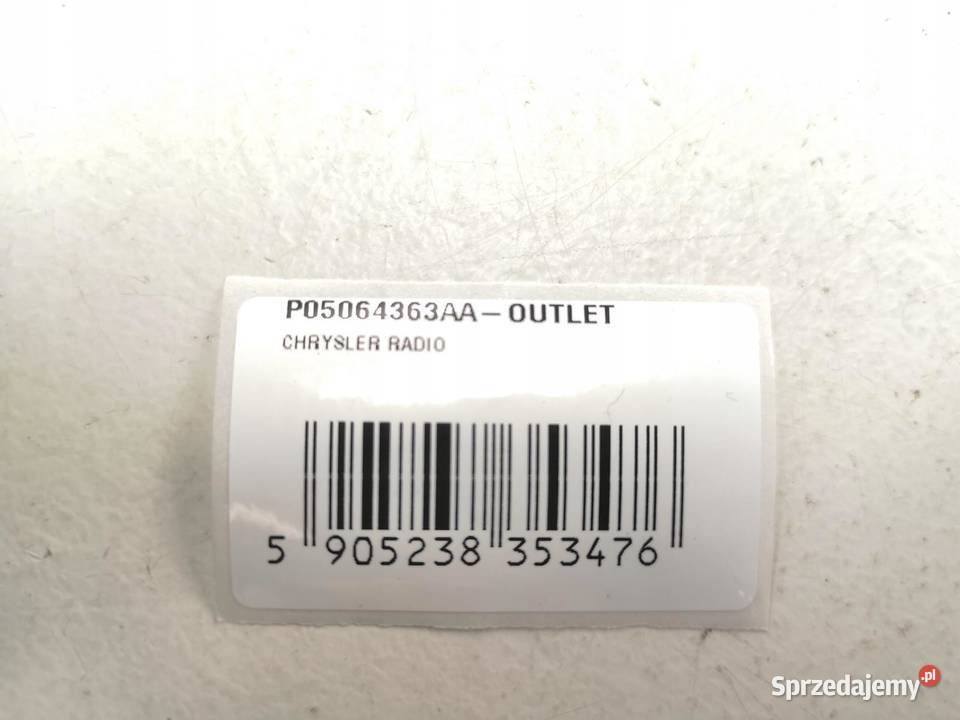 P05064363AA-OUTLET
CHRYSLER RADIO
5 905238 353476
Sprzedajemy.pl